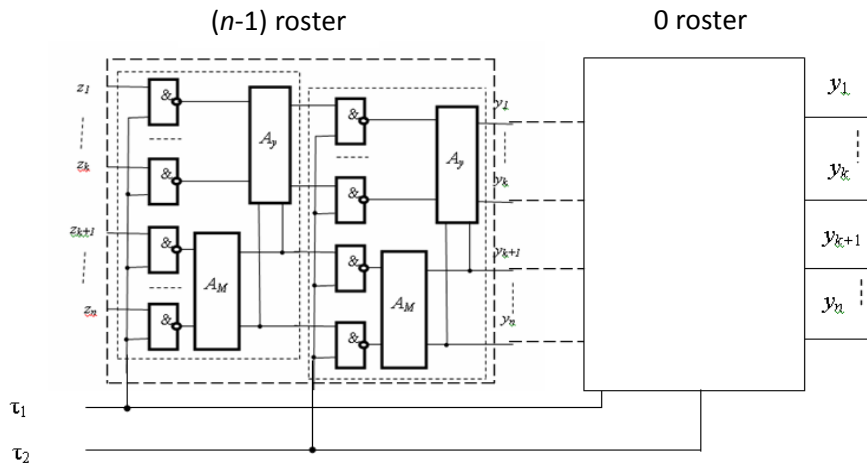 (n-1) roster
0 roster
z1
&
zk
&
zk+1
&
zn
&
Ay
AM
&
&
&
&
Ay
AM
y1
yk
yk+1
yn
y1
yk
yk+1
yn
τ1
τ2